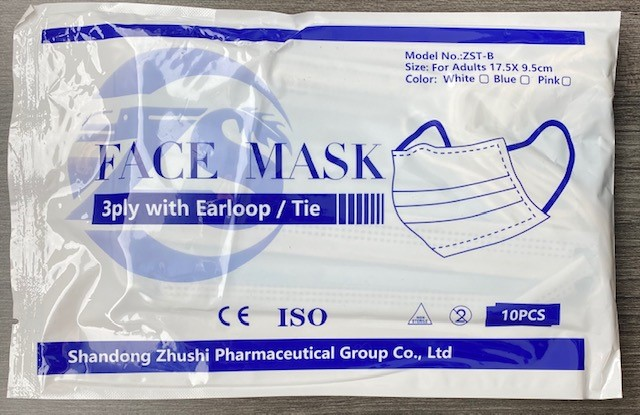 Model No.:ZST-B
Size: For Adults 17.5X 9.5cm
Color: White Blue Pink
FACE MASK
3ply with Earloop / Tie
CE ISO
2
10PCS
Shandong Zhushi Pharmaceutical Group Co., Ltd